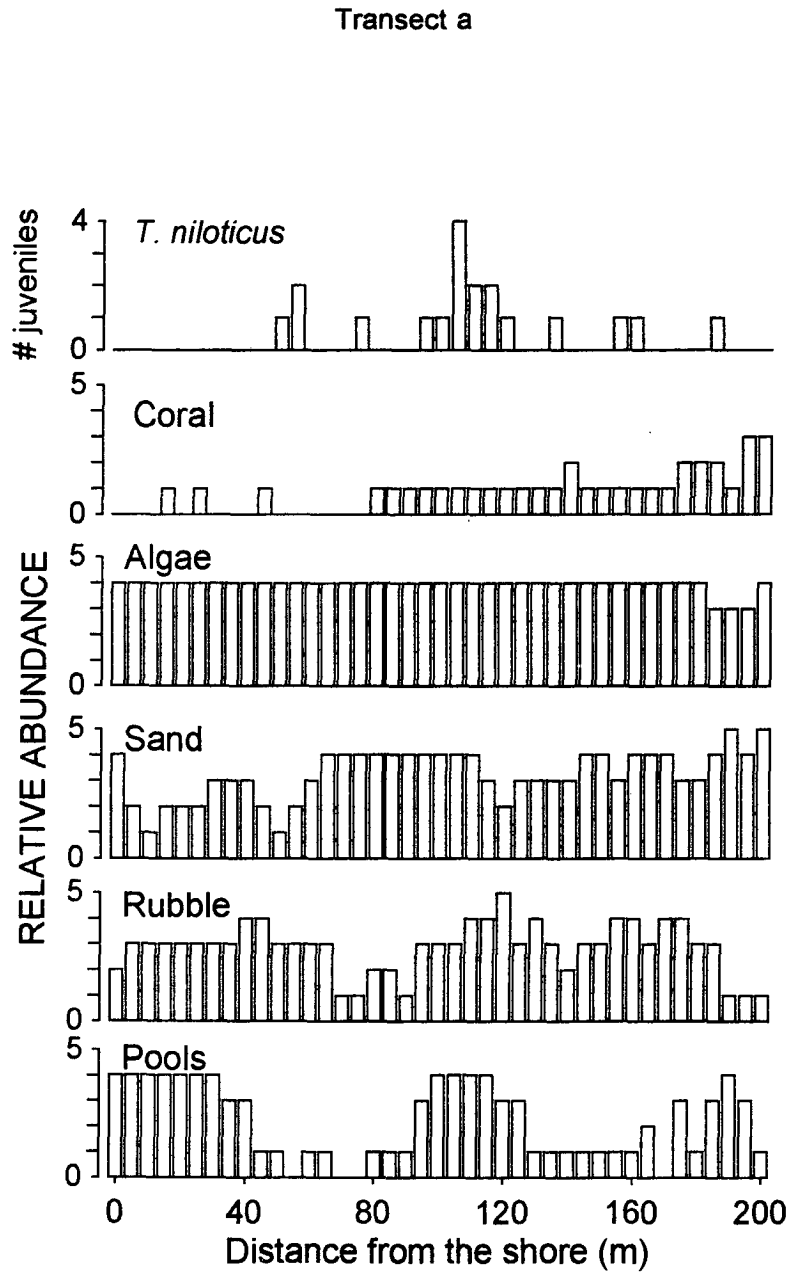 Transect a
# juveniles
4
0
T. niloticus
RELATIVE ABUNDANCE
5
0
Coral
5
0
Algae
5
0
Sand
5
0
Rubble
5
0
Pools
0 40 80 120 160 200
Distance from the shore (m)